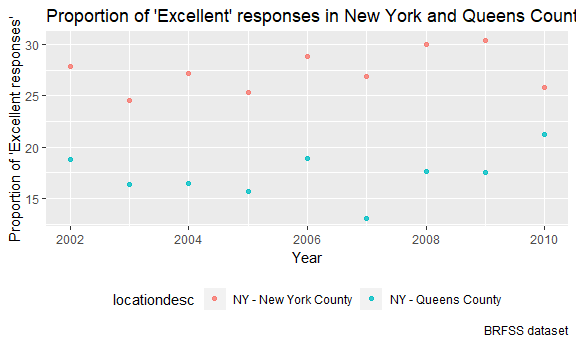 Proportion of 'Excellent' responses in New York and Queens Count
Proportion of 'Excellent responses'
30
25
20
15
2002
2004
2006
2008
2010
Year
locationdesc
NY - New York County
NY - Queens County
BRFSS dataset